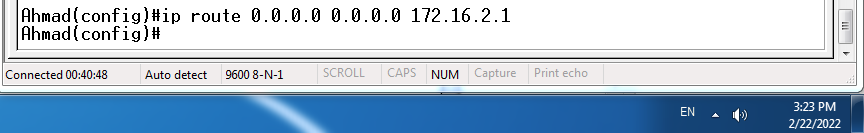 Ahmad(config)#ip route 0.0.0.0 0.0.0.0 172.16.2.1
Ahmad(config)#
Connected 00:40:48 Auto detect 9600 8-N-1 SCROLL CAPS NUM Capture Print echo
EN 3:23 PM
2/22/2022